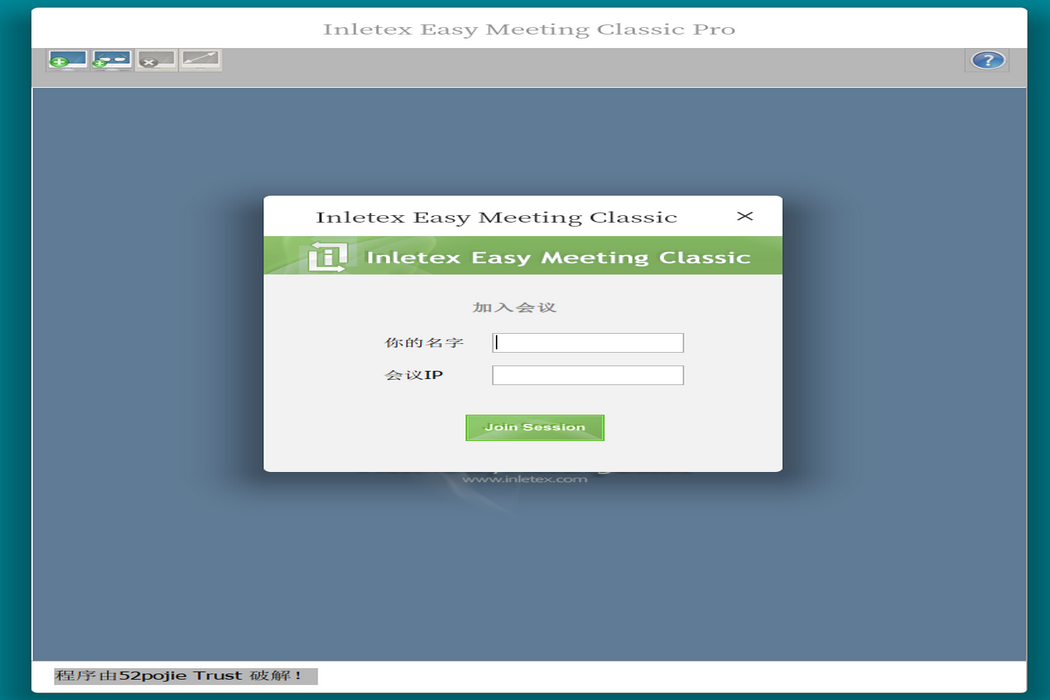 Inletex Easy Meeting Classic Pro
Inletex Easy Meeting Classic
Inletex Easy Meeting Classic
加入会议
你的名字
会议IP
Join Session
www.inletex.com
程序由52pojie Trust 破解!